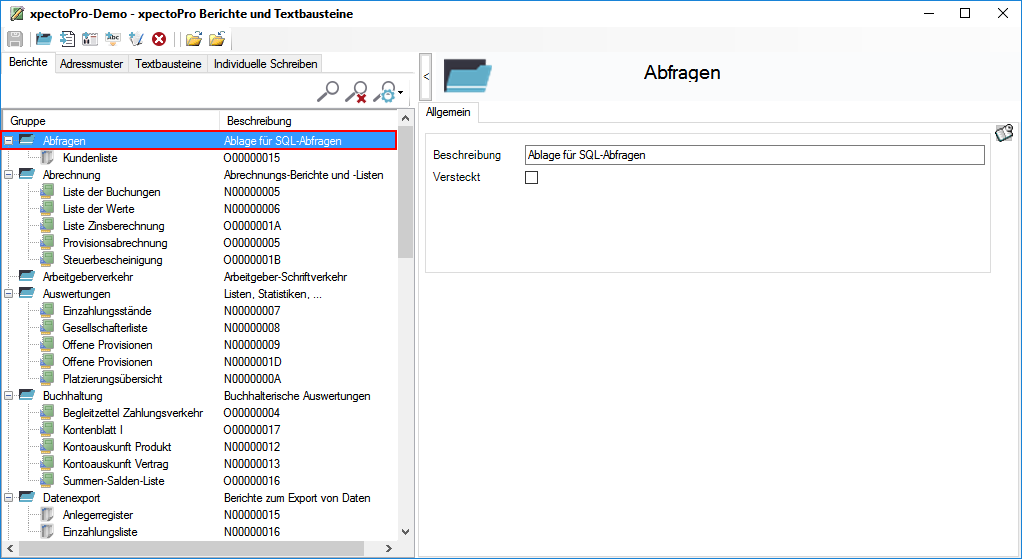 xpectoPro-Demo - xpectoPro Berichte und Textbausteine
Abc
Berichte Adressmuster Textbausteine Individuelle Schreiben
Gruppe Beschreibung
Abfragen Ablage für SQL-Abfragen
Kundenliste O00000015
Abrechnung Abrechnungs-Berichte und -Listen
Liste der Buchungen N00000005
Liste der Werte N00000006
Liste Zinsberechnung O0000001A
Provisionsabrechnung O00000005
Steuerbescheinigung O0000001B
Arbeitgeberverkehr Arbeitgeber-Schriftverkehr
Auswertungen Listen, Statistiken, ...
Einzahlungsstände N00000007
Gesellschafterliste N00000008
Offene Provisionen N00000009
Offene Provisionen N0000001D
Platzierungsübersicht N0000000A
Buchhaltung Buchhalterische Auswertungen
Begleitzettel Zahlungsverkehr O00000004
Kontenblatt I O00000017
Kontoauskunft Produkt N00000012
Kontoauskunft Vertrag N00000013
Summen-Salden-Liste O00000016
Datenexport Berichte zum Export von Daten
Anlegerregister N00000015
Einzahlungsliste N00000016
<
Abfragen
Allgemein
Beschreibung Ablage für SQL-Abfragen
Versteckt